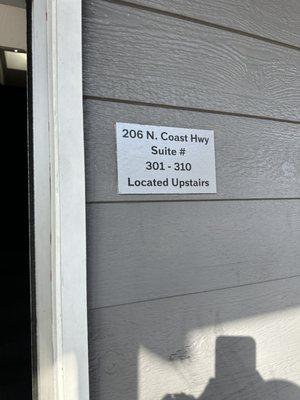 206 N. Coast Hwy
Suite #
301 - 310
Located Upstairs